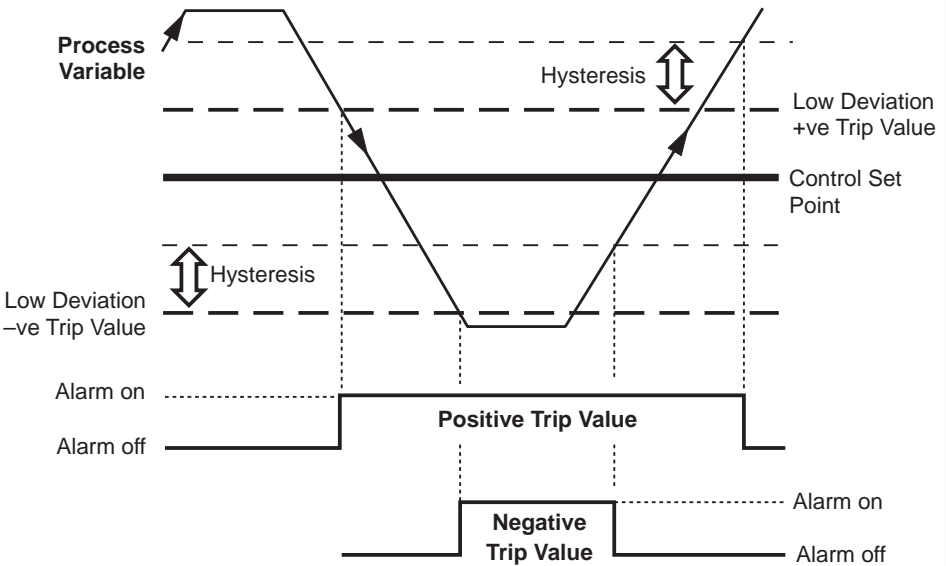 Process
Variable
Hysteresis
Low Deviation
+ve Trip Value
Control Set
Point
Hysteresis
Low Deviation
–ve Trip Value
Alarm on
Positive Trip Value
Alarm off
Alarm on
Negative
Trip Value
Alarm off